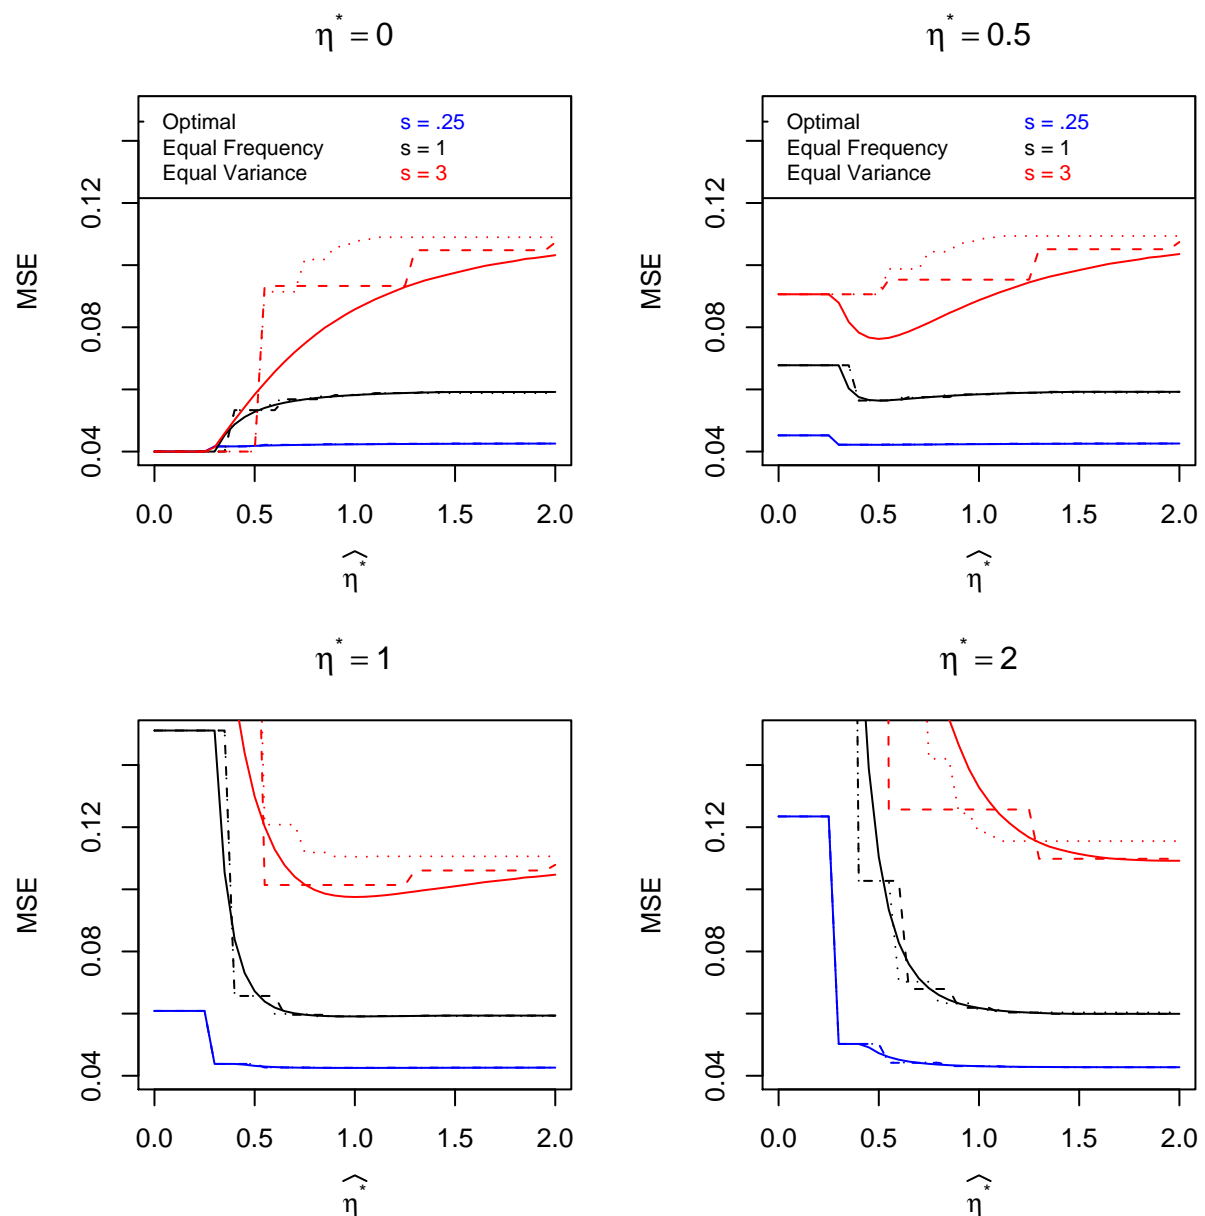 η* = 0
Optimal s = .25
Equal Frequency s = 1
Equal Variance s = 3
MSE
0.04 0.08 0.12
0.0 0.5 1.0 1.5 2.0
η̂*
η* = 0.5
Optimal s = .25
Equal Frequency s = 1
Equal Variance s = 3
MSE
0.04 0.08 0.12
0.0 0.5 1.0 1.5 2.0
η̂*
η* = 1
MSE
0.04 0.08 0.12
0.0 0.5 1.0 1.5 2.0
η̂*
η* = 2
MSE
0.04 0.08 0.12
0.0 0.5 1.0 1.5 2.0
η̂*